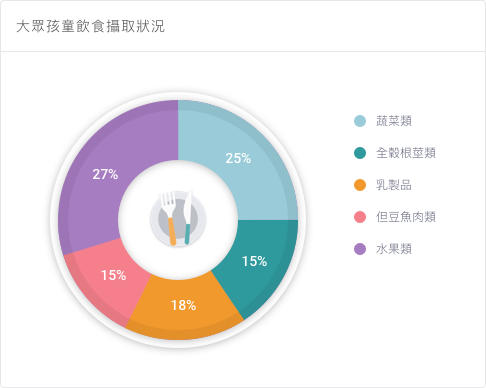 大眾孩童飲食攝取狀況
25%
27%
15%
15%
18%
蔬菜類
全穀根莖類
乳製品
但豆魚肉類
水果類